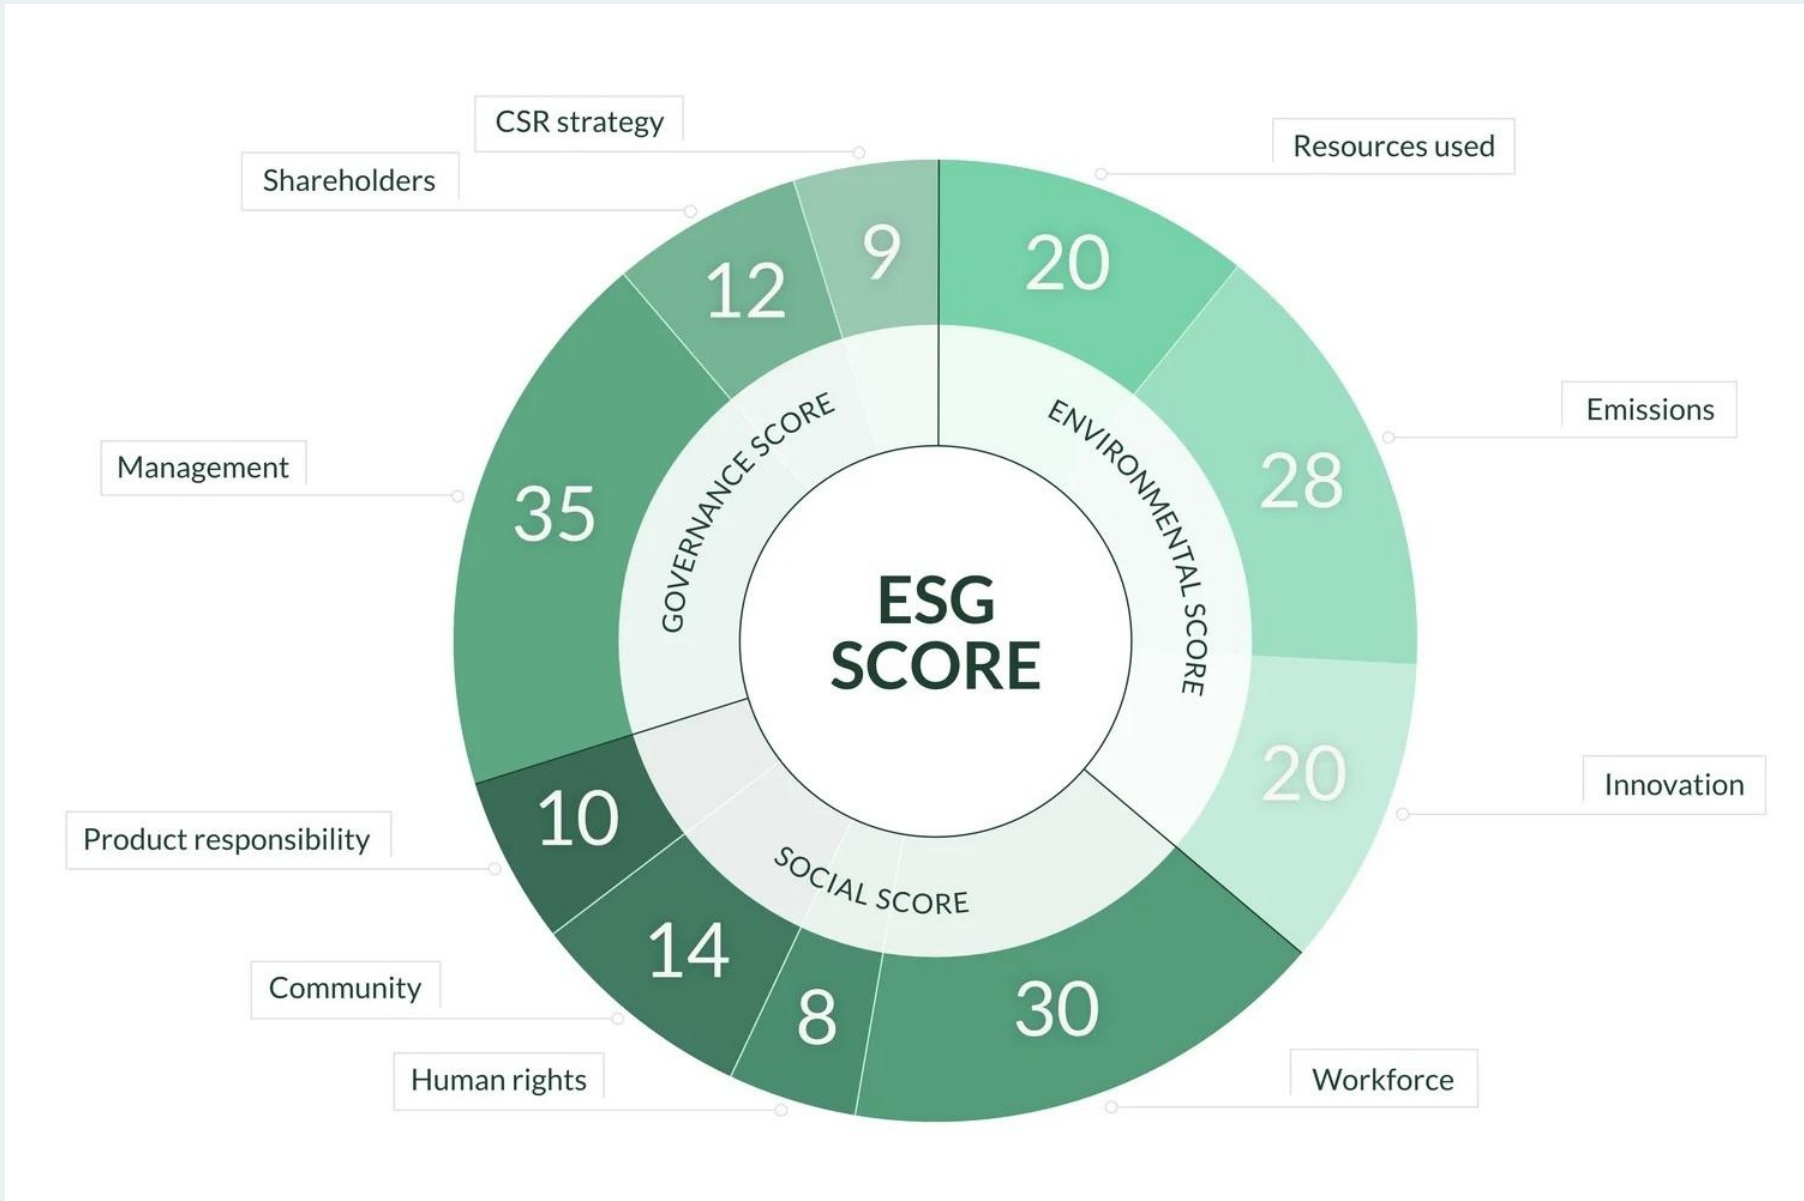 CSR strategy
Resources used
Shareholders
9
20
12
GOVERNANCE SCORE
ENVIRONMENTAL SCORE
Emissions
28
Management
35
ESG
SCORE
20
Innovation
10
Product responsibility
SOCIAL SCORE
14
Community
8
30
Human rights
Workforce